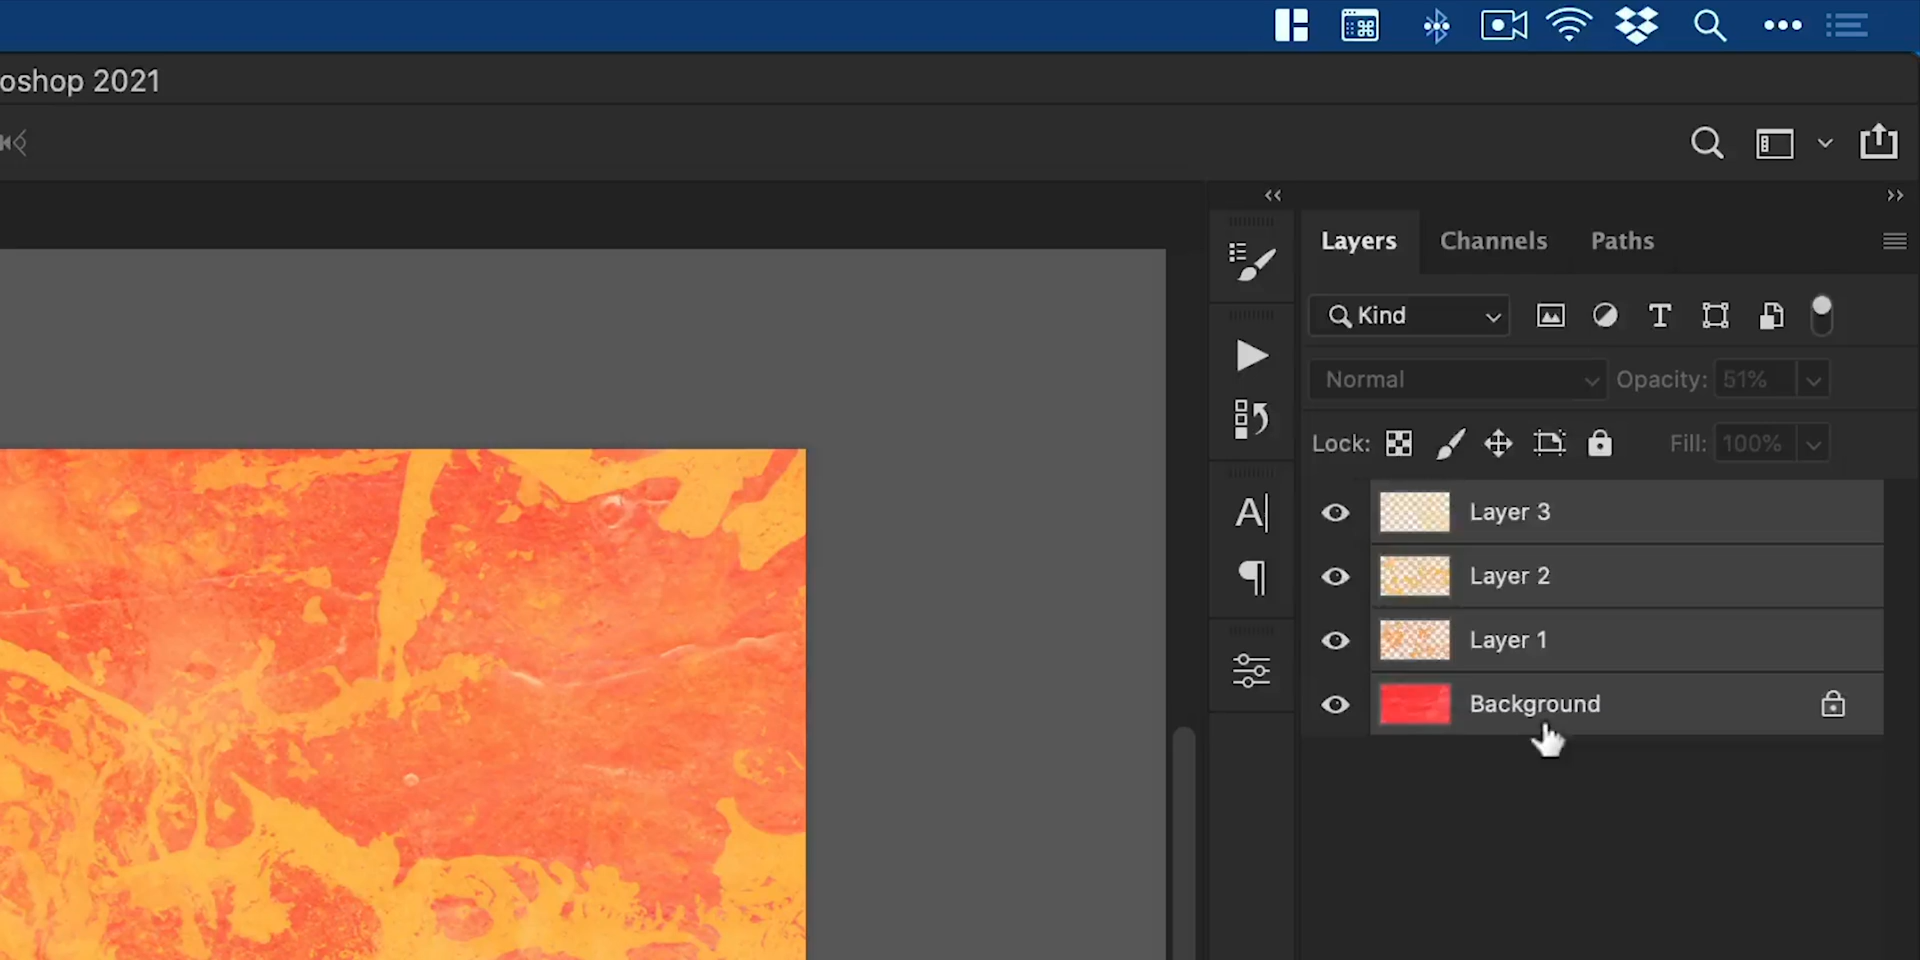 oshop 2021
Layers Channels Paths
Kind
Normal Opacity: 51%
Lock: Fill: 100%
Layer 3
Layer 2
Layer 1
Background